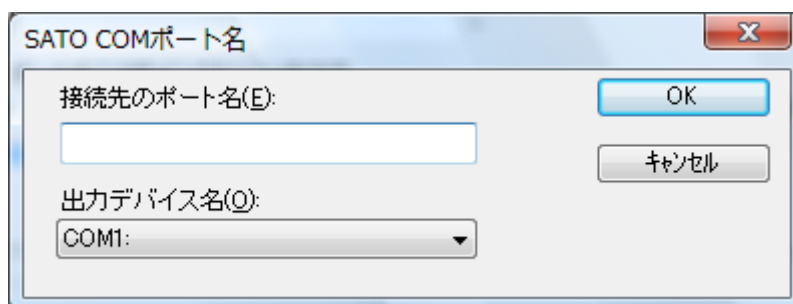 SATO COMポート名
接続先のポート名(E):
OK
キャンセル
出力デバイス名(O):
COM1: